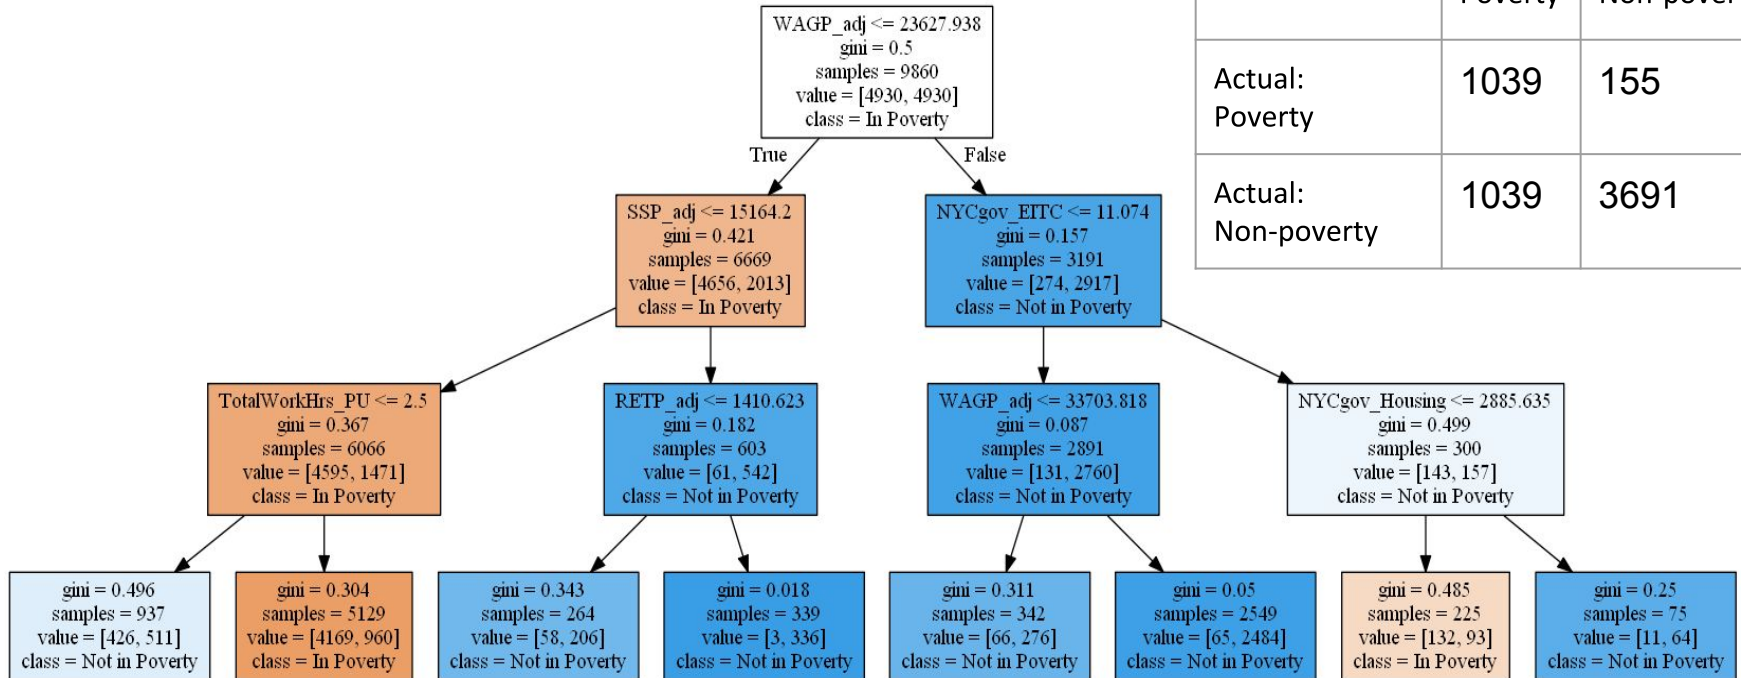 WAGP_adj <= 23627.938
gini = 0.5
samples = 9860
value = [4930, 4930]
class = In Poverty
True
False
SSP_adj <= 15164.2
gini = 0.421
samples = 6669
value = [4656, 2013]
class = In Poverty
NYCgov_EITC <= 11.074
gini = 0.157
samples = 3191
value = [274, 2917]
class = Not in Poverty
TotalWorkHrs_PU <= 2.5
gini = 0.367
samples = 6066
value = [4595, 1471]
class = In Poverty
RETP_adj <= 1410.623
gini = 0.182
samples = 603
value = [61, 542]
class = Not in Poverty
WAGP_adj <= 33703.818
gini = 0.087
samples = 2891
value = [131, 2760]
class = Not in Poverty
NYCgov_Housing <= 2885.635
gini = 0.499
samples = 300
value = [143, 157]
class = Not in Poverty
gini = 0.496
samples = 937
value = [426, 511]
class = Not in Poverty
gini = 0.304
samples = 5129
value = [4169, 960]
class = In Poverty
gini = 0.343
samples = 264
value = [58, 206]
class = Not in Poverty
gini = 0.018
samples = 339
value = [3, 336]
class = Not in Poverty
gini = 0.311
samples = 342
value = [66, 276]
class = Not in Poverty
gini = 0.05
samples = 2549
value = [65, 2484]
class = Not in Poverty
gini = 0.485
samples = 225
value = [132, 93]
class = In Poverty
gini = 0.25
samples = 75
value = [11, 64]
class = Not in Poverty
Poverty
Actual: 1039 155
Poverty
Actual: 1039 3691
Non-poverty